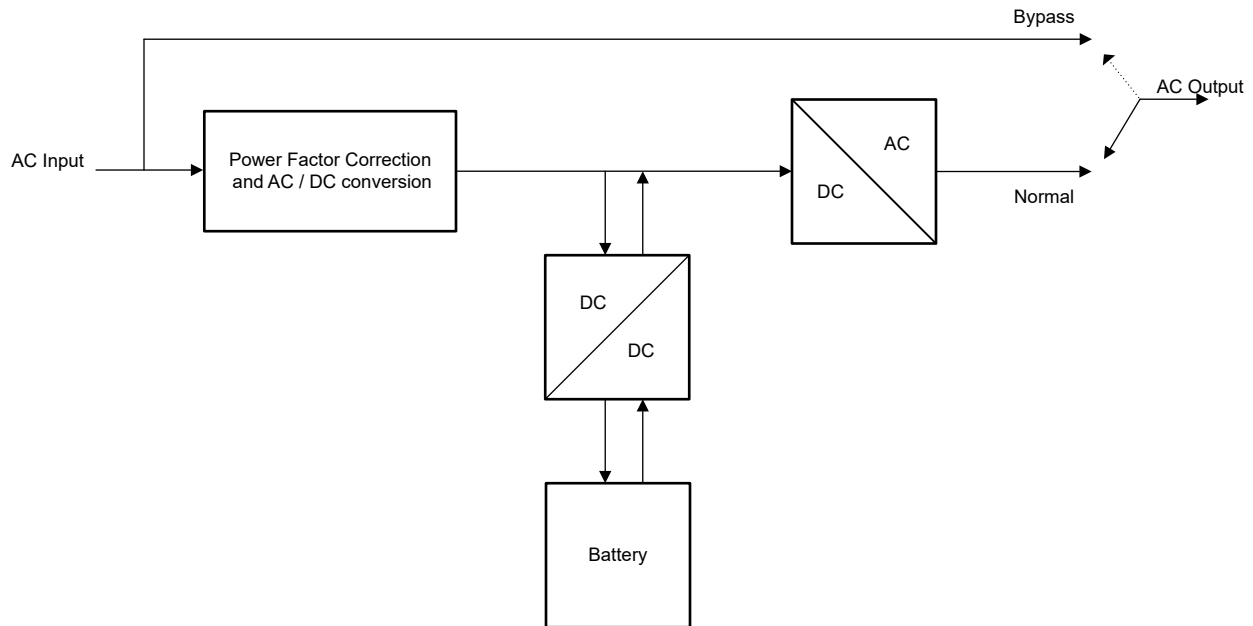 Bypass
AC Output
AC Input
Power Factor Correction
and AC / DC conversion
AC
DC
Normal
DC
DC
Battery